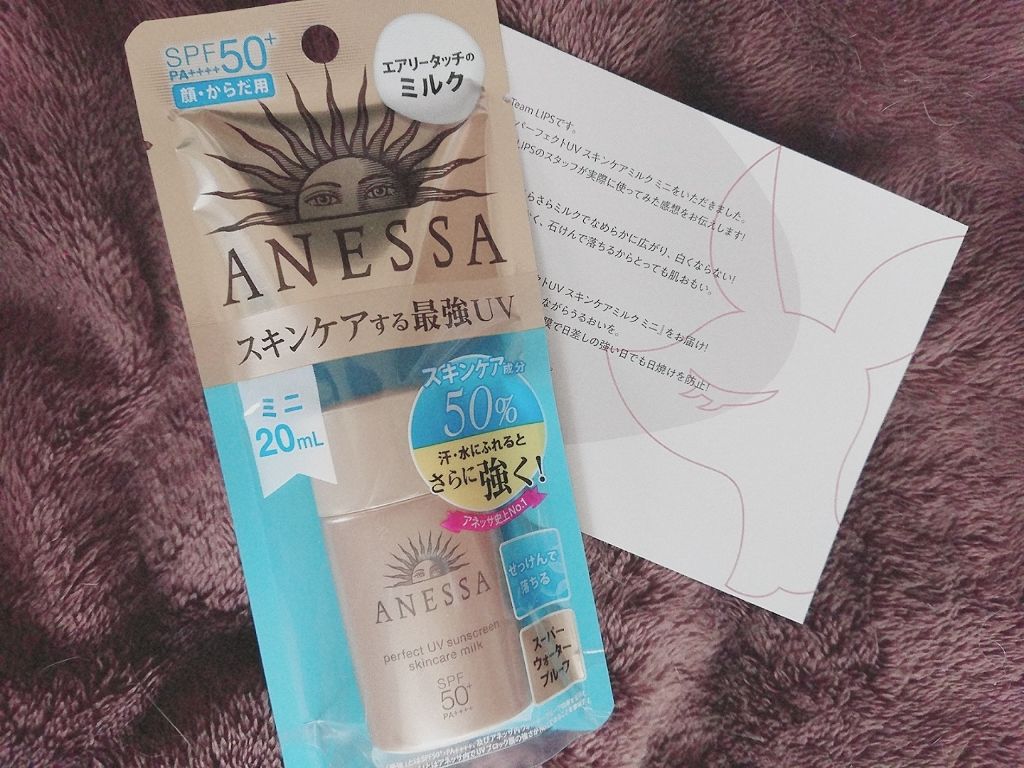 SPF50+
PA++++
顔・からだ用
エアリータッチの
ミルク
ANESSA
スキンケアする最強UV
ミニ
20mL
スキンケア成分
50%
汗・水にふれると
さらに強く!
アネッサ史上No.1
せっけんで
落ちる
スーパー
ウォーター
プルーフ
ANESSA
perfect UV sunscreen
skincare milk
SPF
50+
PA++++
Team LIPSです。
パーフェクトUV スキンケアミルク ミニをいただきました。
LIPSのスタッフが実際に使ってみた感想をお伝えします!
らさらミルクでなめらかに広がり、白くならない!
く、石けんで落ちるからとっても肌おもい。
クトUV スキンケアミルク ミニ』をお届け!
ながらうるおいを。
膜で日差しの強い日でも日焼けを防止!